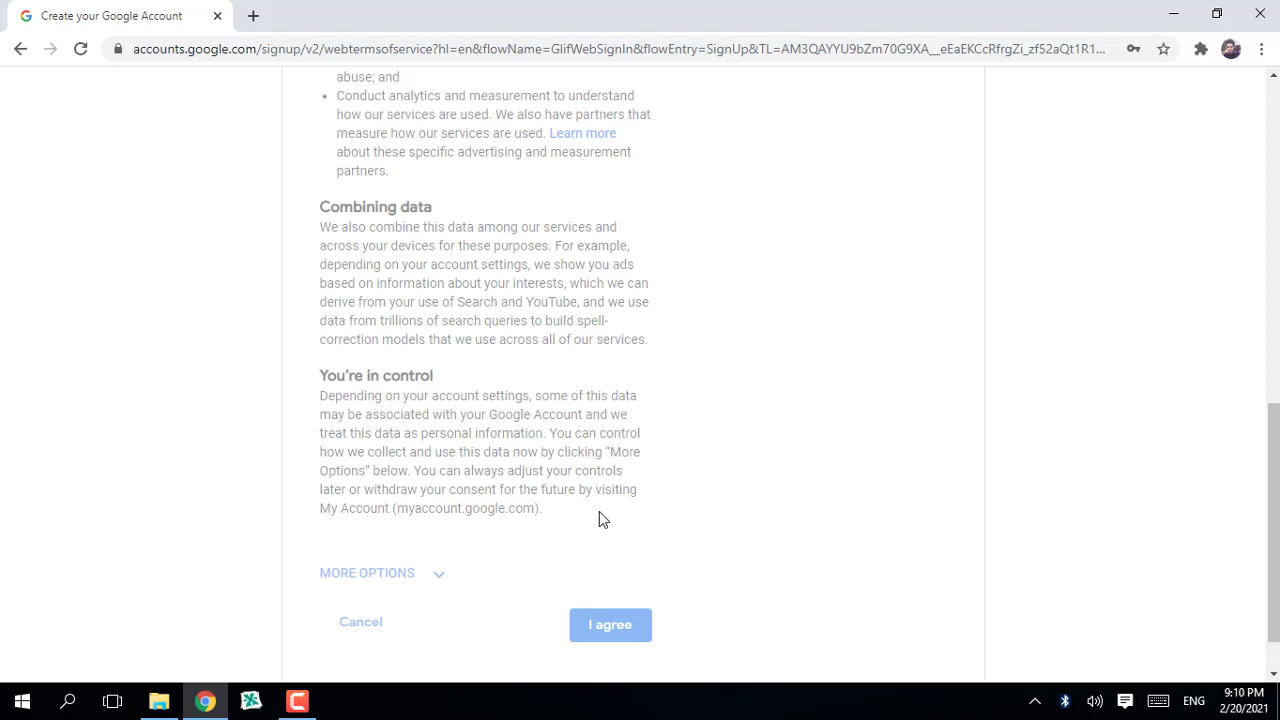 Create your Google Account
accounts.google.com/signup/v2/webtermsofservice?hl=en&flowName=GlifWebSignIn&flowEntry=SignUp&TL=AM3QAYYU9bZm70G9XA__eEaEKCcRfrgZi_zf52aQt1R1...
abuse; and
• Conduct analytics and measurement to understand
how our services are used. We also have partners that
measure how our services are used. Learn more
about these specific advertising and measurement
partners.
Combining data
We also combine this data among our services and
across your devices for these purposes. For example,
depending on your account settings, we show you ads
based on information about your interests, which we can
derive from your use of Search and YouTube, and we use
data from trillions of search queries to build spell-
correction models that we use across all of our services.
You’re in control
Depending on your account settings, some of this data
may be associated with your Google Account and we
treat this data as personal information. You can control
how we collect and use this data now by clicking “More
Options” below. You can always adjust your controls
later or withdraw your consent for the future by visiting
My Account (myaccount.google.com).
MORE OPTIONS
Cancel
I agree
ENG
9:10 PM
2/20/2021